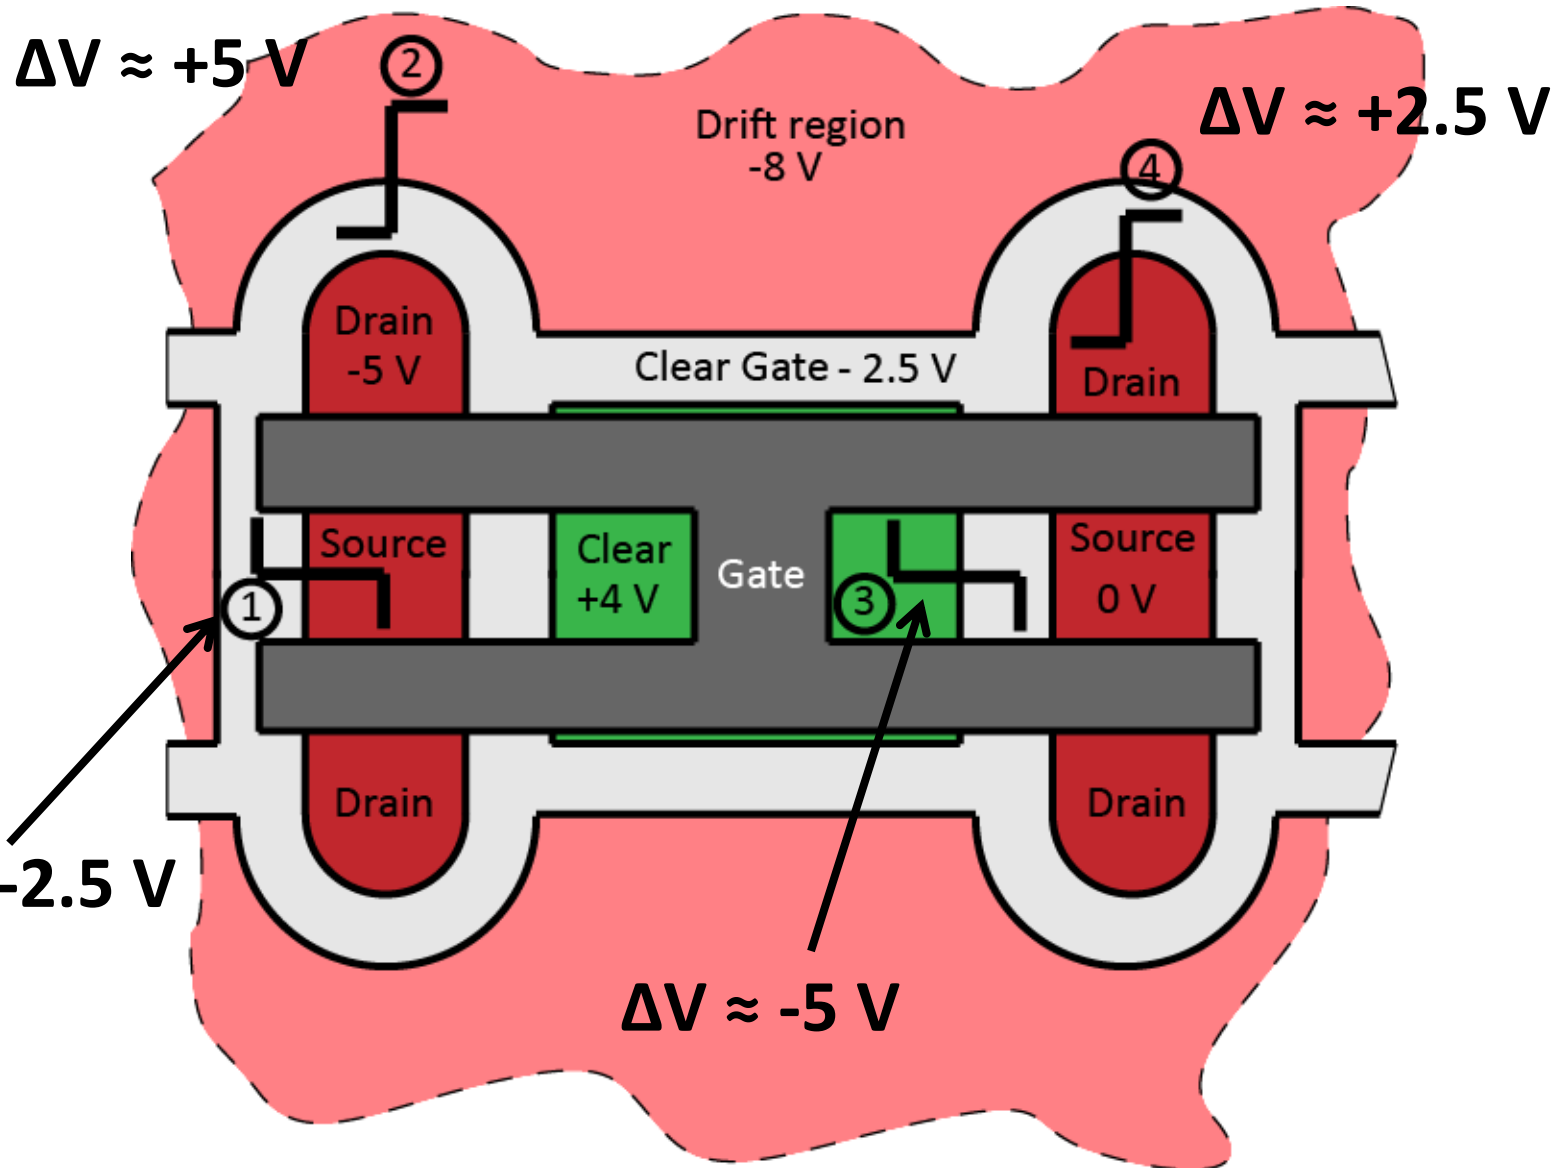 ΔV ≈ +5 V
2
ΔV ≈ +2.5 V
Drift region
-8 V
4
Drain
-5 V
Clear Gate - 2.5 V
Drain
Source
Clear
+4 V
Gate
3
Source
0 V
1
Drain
Drain
-2.5 V
ΔV ≈ -5 V